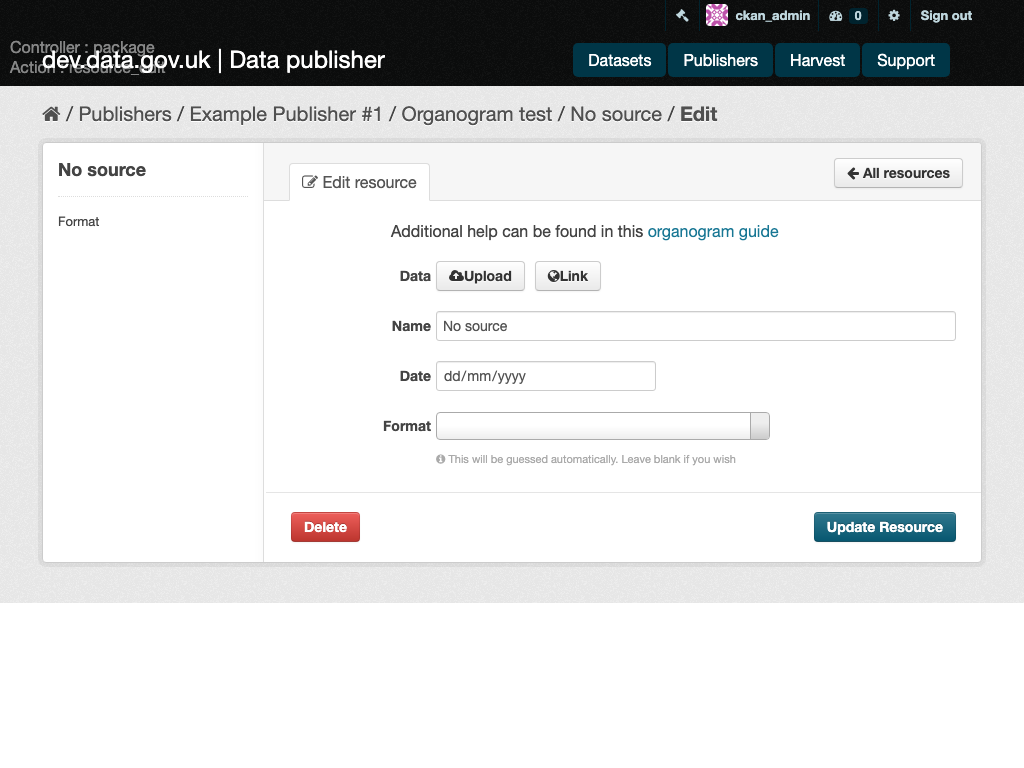 ckan_admin 0 Sign out
Controller : package
Action : resource_edit
dev.data.gov.uk | Data publisher
Datasets Publishers Harvest Support
/ Publishers / Example Publisher #1 / Organogram test / No source / Edit
No source
Format
Edit resource
All resources
Additional help can be found in this organogram guide
Data Upload Link
Name No source
Date dd/mm/yyyy
Format
This will be guessed automatically. Leave blank if you wish
Delete Update Resource